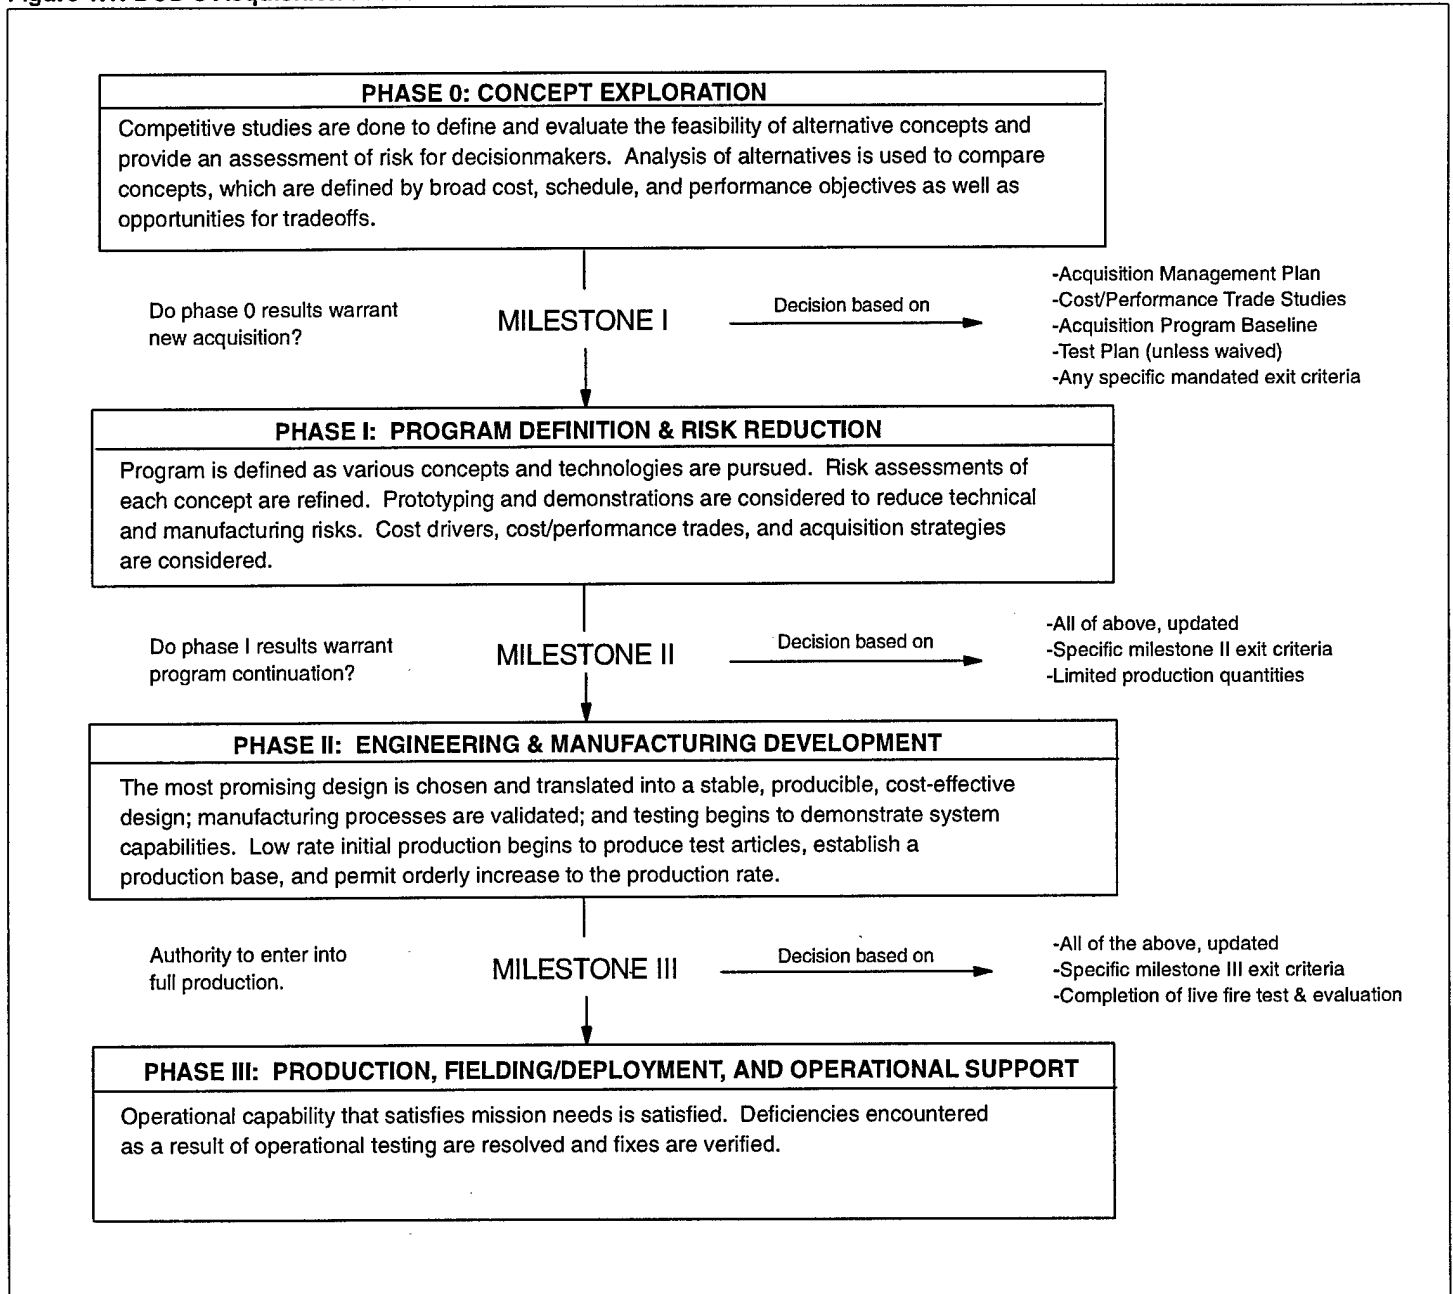 PHASE 0: CONCEPT EXPLORATION
Competitive studies are done to define and evaluate the feasibility of alternative concepts and
provide an assessment of risk for decisionmakers. Analysis of alternatives is used to compare
concepts, which are defined by broad cost, schedule, and performance objectives as well as
opportunities for tradeoffs.
Do phase 0 results warrant
new acquisition?
MILESTONE I
Decision based on
-Acquisition Management Plan
-Cost/Performance Trade Studies
-Acquisition Program Baseline
-Test Plan (unless waived)
-Any specific mandated exit criteria
PHASE I: PROGRAM DEFINITION & RISK REDUCTION
Program is defined as various concepts and technologies are pursued. Risk assessments of
each concept are refined. Prototyping and demonstrations are considered to reduce technical
and manufacturing risks. Cost drivers, cost/performance trades, and acquisition strategies
are considered.
Do phase I results warrant
program continuation?
MILESTONE II
Decision based on
-All of above, updated
-Specific milestone II exit criteria
-Limited production quantities
PHASE II: ENGINEERING & MANUFACTURING DEVELOPMENT
The most promising design is chosen and translated into a stable, producible, cost-effective
design; manufacturing processes are validated; and testing begins to demonstrate system
capabilities. Low rate initial production begins to produce test articles, establish a
production base, and permit orderly increase to the production rate.
Authority to enter into
full production.
MILESTONE III
Decision based on
-All of the above, updated
-Specific milestone III exit criteria
-Completion of live fire test & evaluation
PHASE III: PRODUCTION, FIELDING/DEPLOYMENT, AND OPERATIONAL SUPPORT
Operational capability that satisfies mission needs is satisfied. Deficiencies encountered
as a result of operational testing are resolved and fixes are verified.